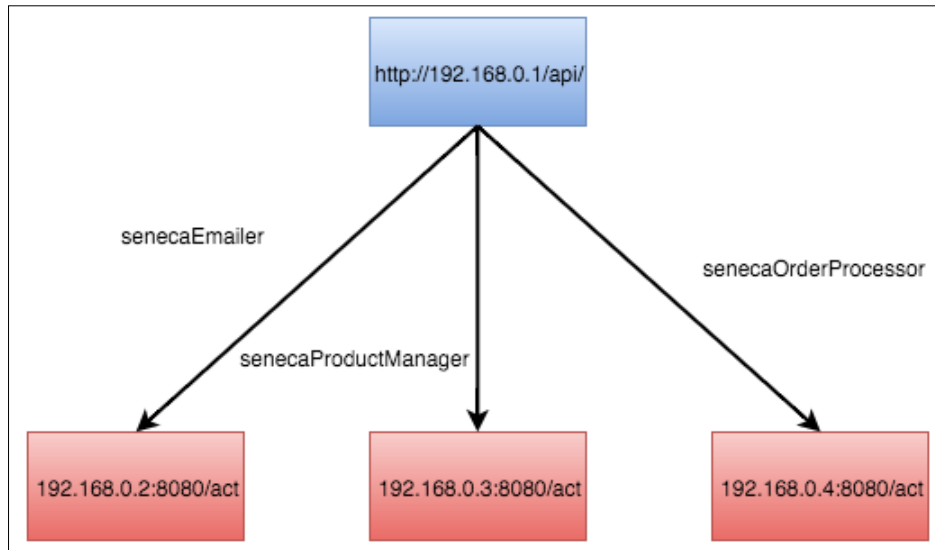 http://192.168.0.1/api/
senecaEmailer
senecaOrderProcessor
senecaProductManager
192.168.0.2:8080/act
192.168.0.3:8080/act
192.168.0.4:8080/act